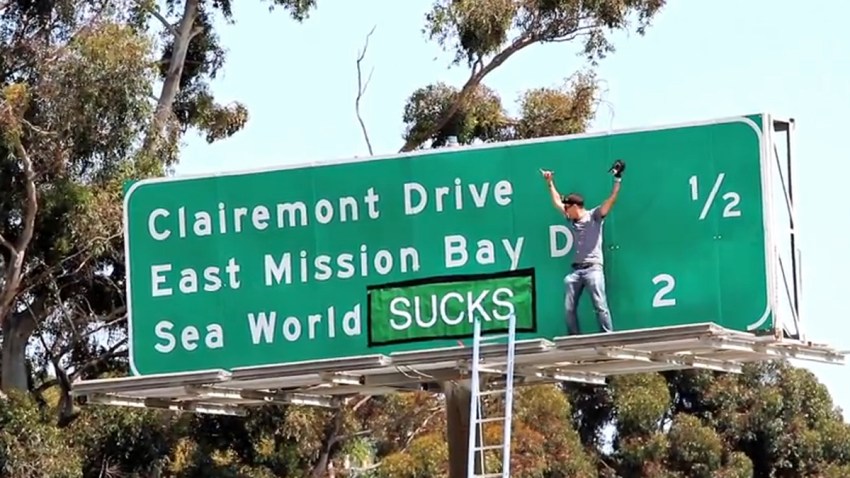 Clairemont Drive 1/2
East Mission Bay D
Sea World SUCKS 2